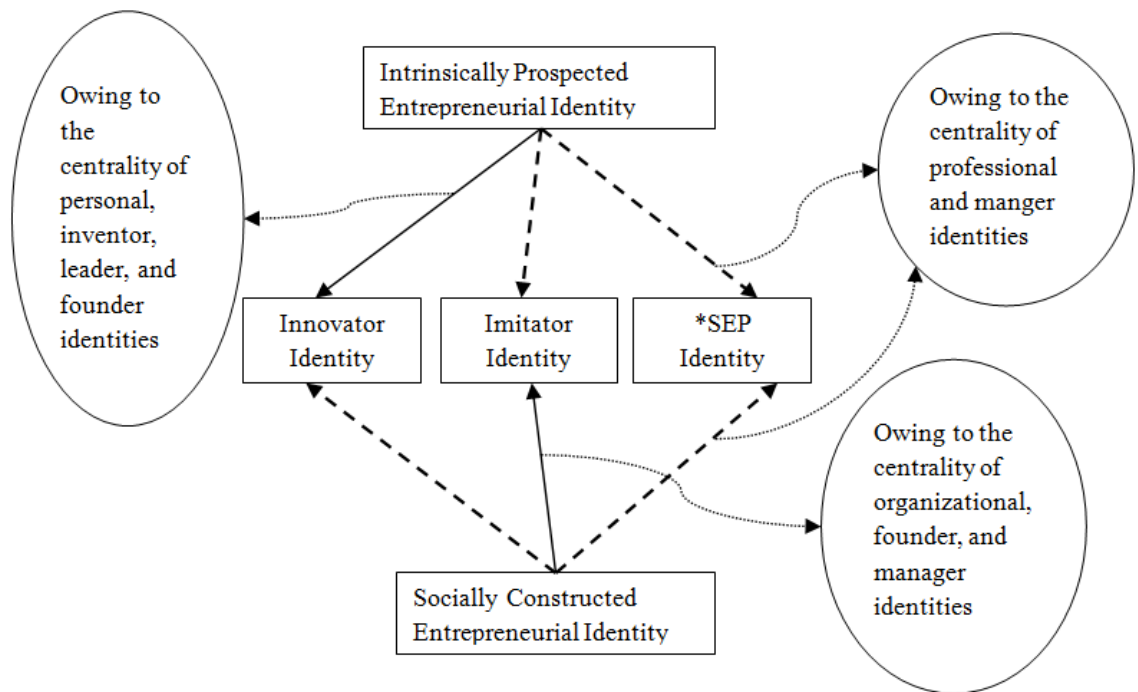 Intrinsically Prospected
Entrepreneurial Identity
Owing to
the
centrality of
personal,
inventor,
leader, and
founder
identities
Owing to the
centrality of
professional
and manger
identities
Innovator
Identity
Imitator
Identity
*SEP
Identity
Owing to the
centrality of
organizational,
founder, and
manager
identities
Socially Constructed
Entrepreneurial Identity